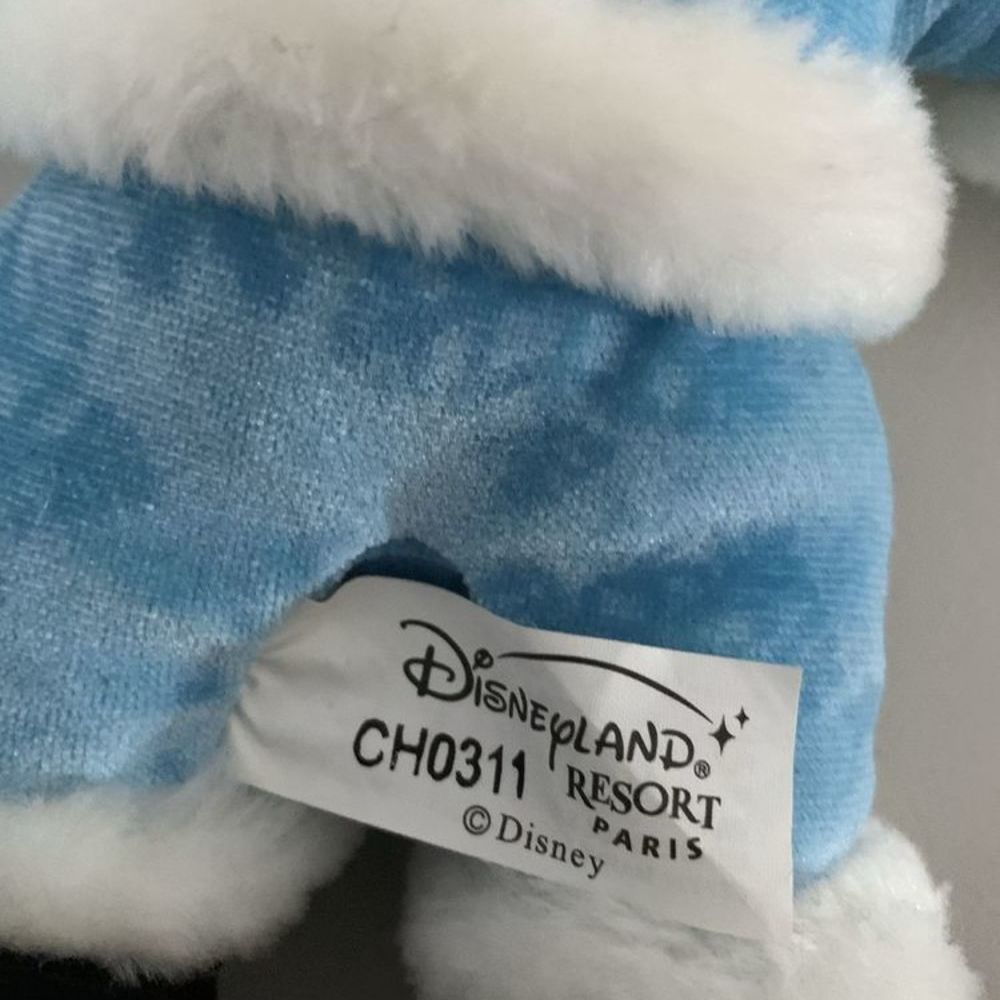 DISNEYLAND®
CH0311
RESORT
PARIS
©Disney